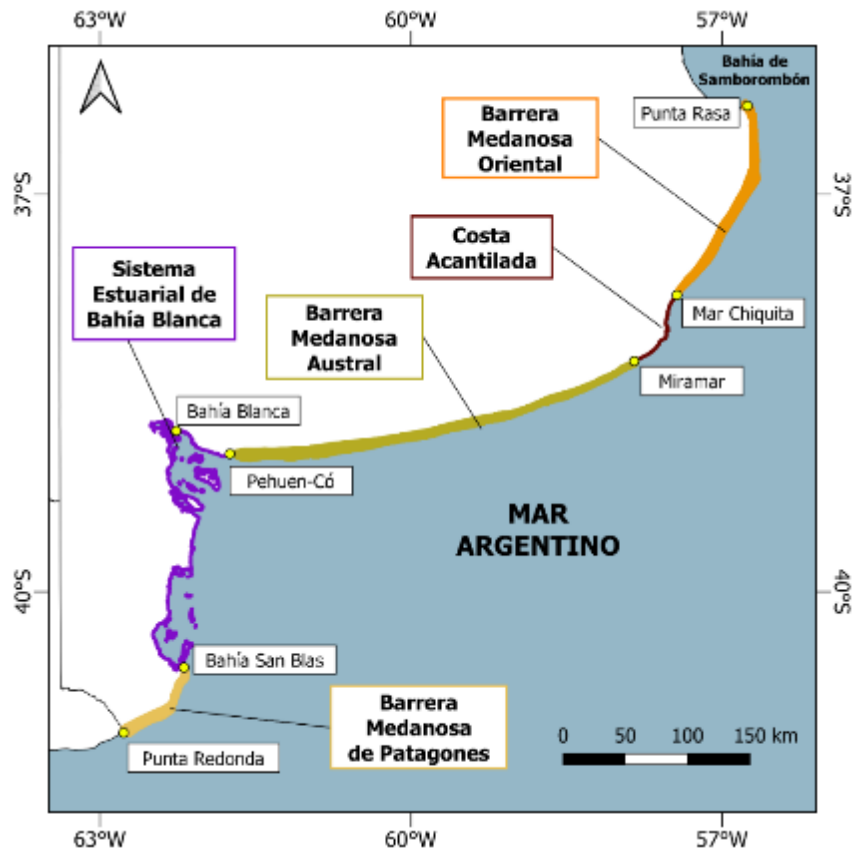 63°W 60°W 57°W
Bahía de
Samborombón
Punta Rasa
Barrera
Medanosa
Oriental
37°S 37°S
Costa
Acantilada
Sistema
Estuarial de
Bahía Blanca
Mar Chiquita
Barrera
Medanosa
Austral
Miramar
Bahía Blanca
Pehuen-Có
MAR
ARGENTINO
40°S 40°S
Bahía San Blas
Barrera
Medanosa
de Patagones
Punta Redonda
0 50 100 150 km
63°W 60°W 57°W